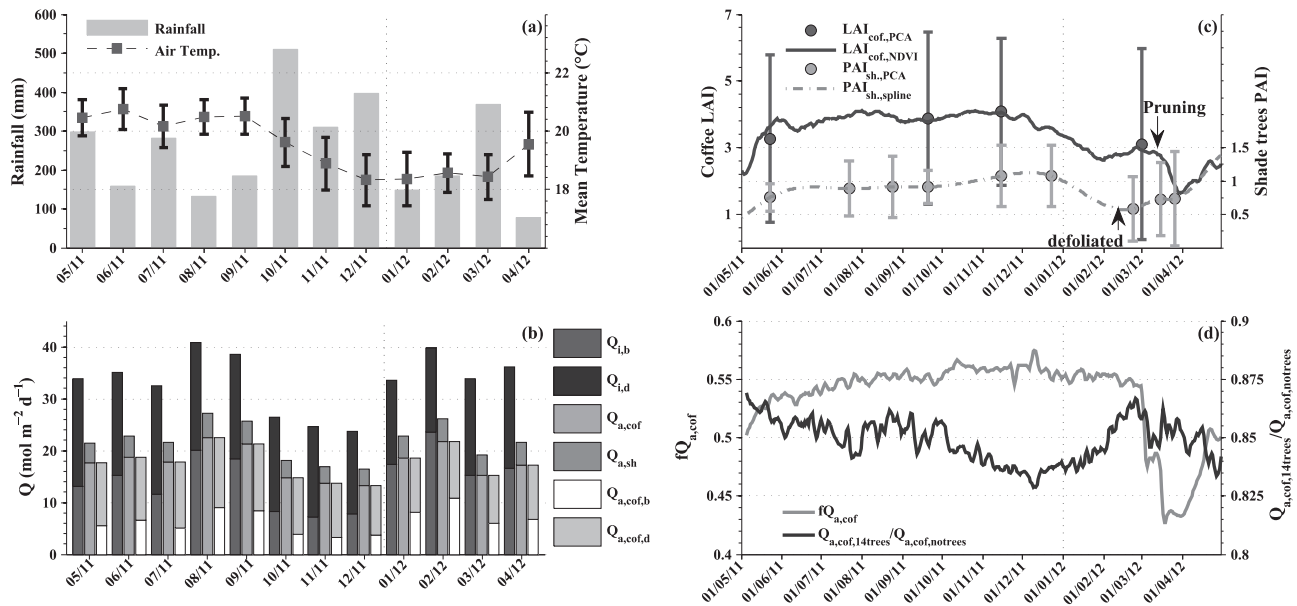 (a)
Rainfall
Air Temp.
Rainfall (mm)
600
500
400
300
200
100
0
22
20
18
Mean Temperature (°C)
05/11
06/11
07/11
08/11
09/11
10/11
11/11
12/11
01/12
02/12
03/12
04/12
(c)
LAIcof.,PCA
LAIcof.,NDVI
PAIsh.,PCA
PAIsh.,spline
Pruning
defoliated
Coffee LAI
7
5
3
1
1.5
1
0.5
Shade trees PAI
01/05/11
01/06/11
01/07/11
01/08/11
01/09/11
01/10/11
01/11/11
01/12/11
01/01/12
01/02/12
01/03/12
01/04/12
(b)
Q (mol m−2 d−1)
40
30
20
10
0
05/11
06/11
07/11
08/11
09/11
10/11
11/11
12/11
01/12
02/12
03/12
04/12
Qi,b
Qi,d
Qa,cof
Qa,sh
Qa,cof,b
Qa,cof,d
(d)
fQa,cof
0.6
0.55
0.5
0.45
0.4
0.9
0.875
0.85
0.825
0.8
Qa,cof,14trees/Qa,cof,notrees
fQa,cof
Qa,cof,14trees/Qa,cof,notrees
01/05/11
01/06/11
01/07/11
01/08/11
01/09/11
01/10/11
01/11/11
01/12/11
01/01/12
01/02/12
01/03/12
01/04/12